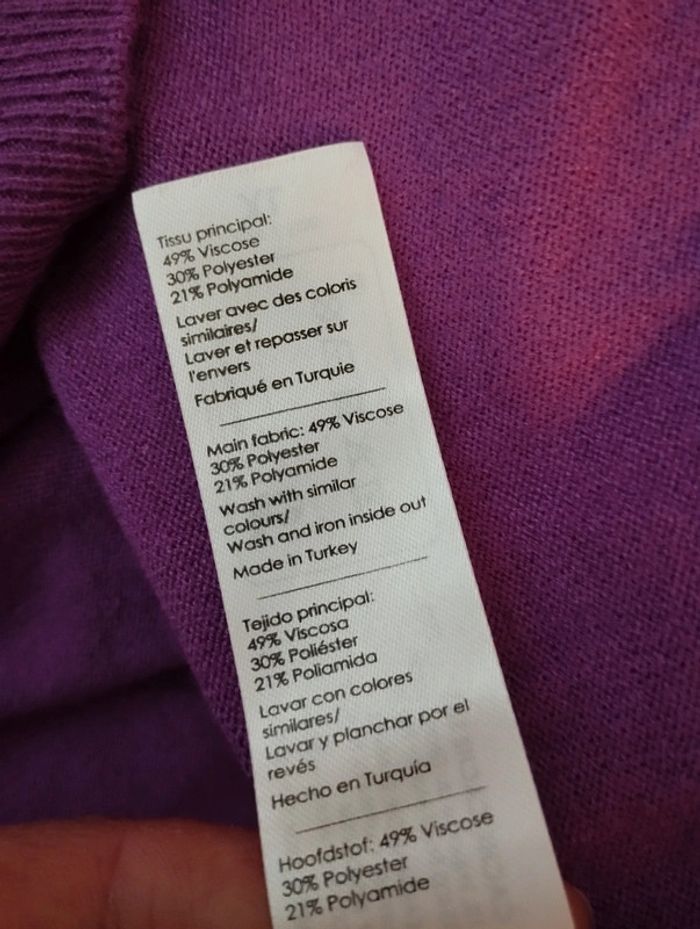 Tissu principal:
49% Viscose
30% Polyester
21% Polyamide
Laver avec des coloris
similaires/
Laver et repasser sur
l'envers
Fabriqué en Turquie
Main fabric: 49% Viscose
30% Polyester
21% Polyamide
Wash with similar
colours/
Wash and iron inside out
Made in Turkey
Tejido principal:
49% Viscosa
30% Poliéster
21% Poliamida
Lavar con colores
similares/
Lavar y planchar por el
revés
Hecho en Turquía
Hoofdstof: 49% Viscose
30% Polyester
21% Polyamide